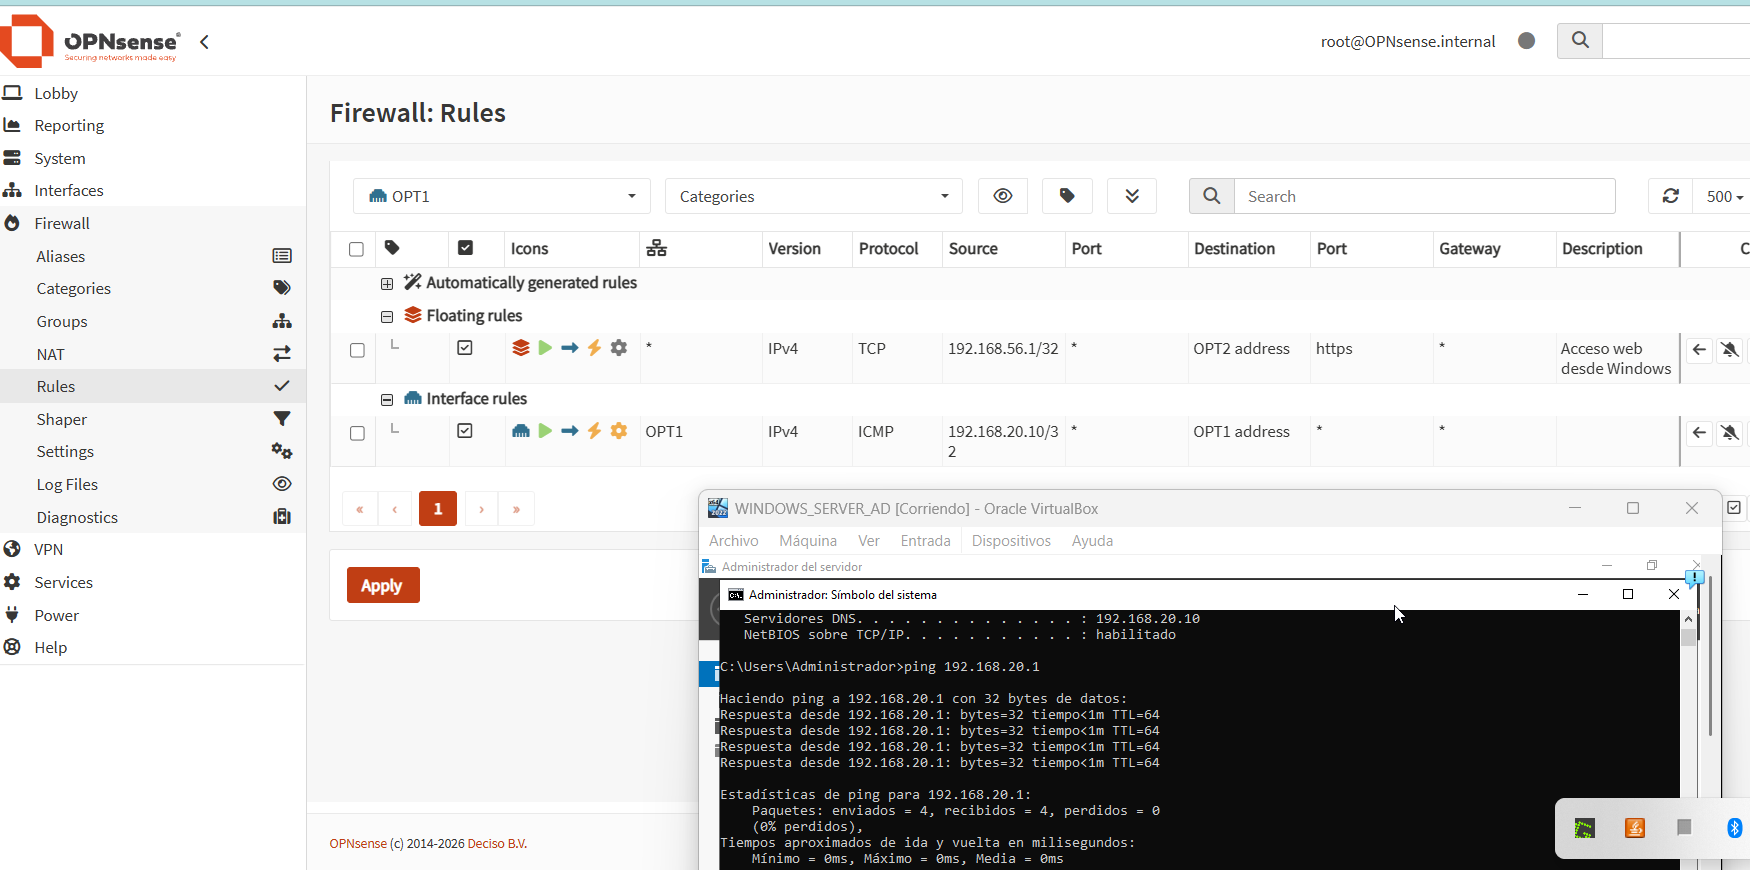 OPNsense®
Securing networks made easy
root@OPNsense.internal
Lobby
Reporting
System
Interfaces
Firewall
Aliases
Categories
Groups
NAT
Rules
Shaper
Settings
Log Files
Diagnostics
VPN
Services
Power
Help
Firewall: Rules
OPT1
Categories
Search
500
Icons Version Protocol Source Port Destination Port Gateway Description C
Automatically generated rules
Floating rules
* IPv4 TCP 192.168.56.1/32 * OPT2 address https * Acceso web
desde Windows
Interface rules
OPT1 IPv4 ICMP 192.168.20.10/3 * OPT1 address * *
2
« ‹ 1 › »
Apply
WINDOWS_SERVER_AD [Corriendo] - Oracle VirtualBox
Archivo Máquina Ver Entrada Dispositivos Ayuda
Administrador del servidor
Administrador: Símbolo del sistema
Servidores DNS. . . . . . . . . . . . . . : 192.168.20.10
NetBIOS sobre TCP/IP. . . . . . . . . . . : habilitado
C:\Users\Administrador>ping 192.168.20.1
Haciendo ping a 192.168.20.1 con 32 bytes de datos:
Respuesta desde 192.168.20.1: bytes=32 tiempo<1m TTL=64
Respuesta desde 192.168.20.1: bytes=32 tiempo<1m TTL=64
Respuesta desde 192.168.20.1: bytes=32 tiempo<1m TTL=64
Respuesta desde 192.168.20.1: bytes=32 tiempo<1m TTL=64
Estadísticas de ping para 192.168.20.1:
Paquetes: enviados = 4, recibidos = 4, perdidos = 0
(0% perdidos),
Tiempos aproximados de ida y vuelta en milisegundos:
Mínimo = 0ms, Máximo = 0ms, Media = 0ms
OPNsense (c) 2014-2026 Deciso B.V.